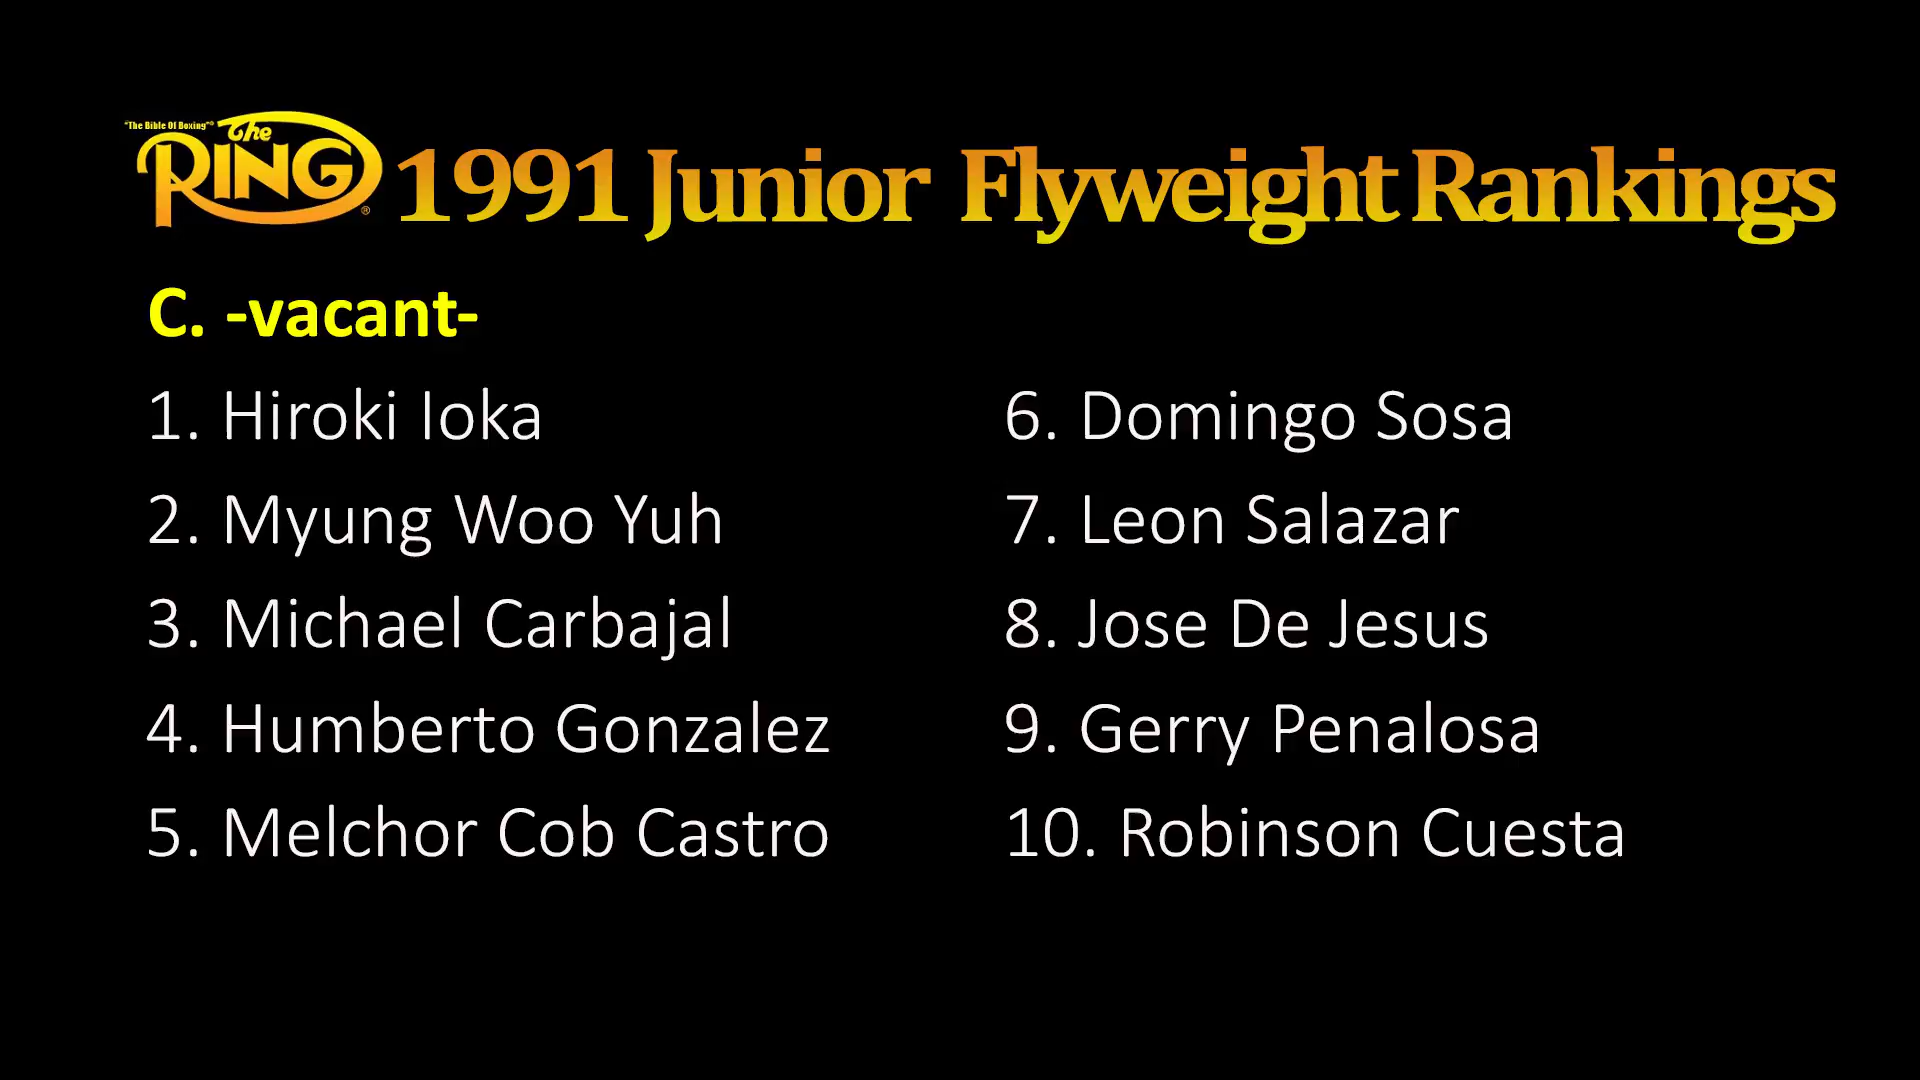 "The Bible Of Boxing"®
The
RING®
1991 Junior Flyweight Rankings
C. -vacant-
1. Hiroki Ioka
2. Myung Woo Yuh
3. Michael Carbajal
4. Humberto Gonzalez
5. Melchor Cob Castro
6. Domingo Sosa
7. Leon Salazar
8. Jose De Jesus
9. Gerry Penalosa
10. Robinson Cuesta